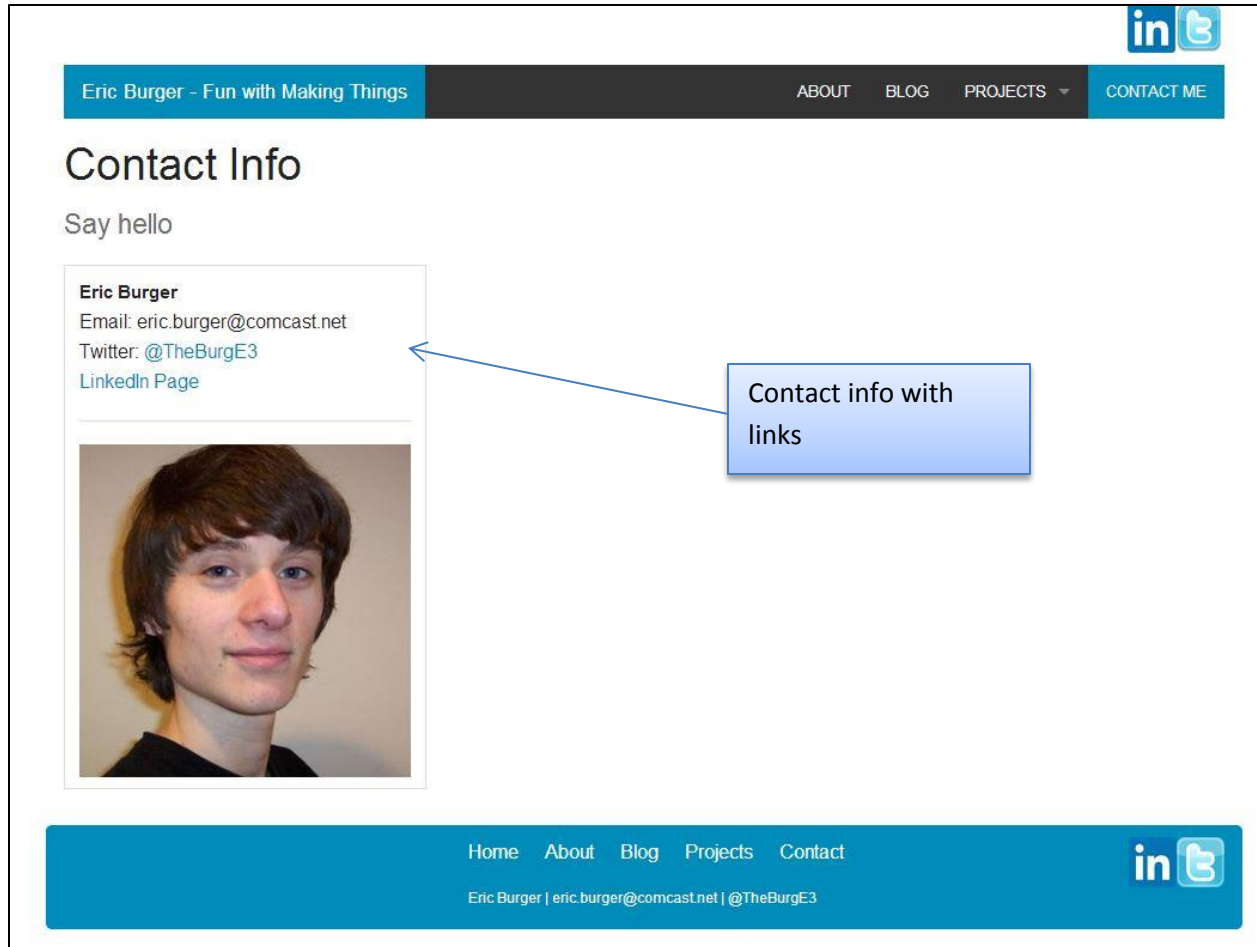 in t
Eric Burger - Fun with Making Things ABOUT BLOG PROJECTS CONTACT ME
Contact Info
Say hello
Eric Burger
Email: eric.burger@comcast.net
Twitter: @TheBurgE3
LinkedIn Page
Contact info with
links
Home About Blog Projects Contact
in t
Eric Burger | eric.burger@comcast.net | @TheBurgE3